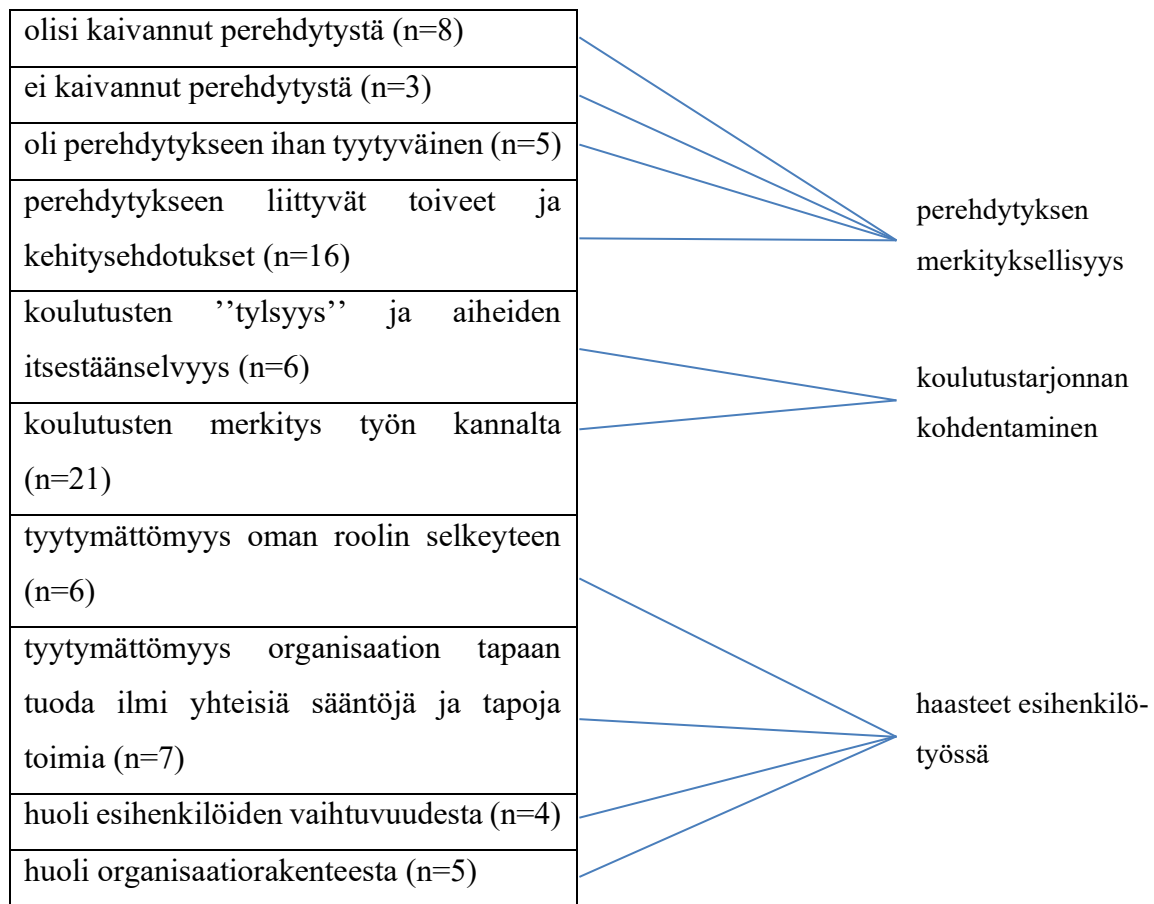 olisi kaivannut perehdytystä (n=8)
ei kaivannut perehdytystä (n=3)
oli perehdytykseen ihan tyytyväinen (n=5)
perehdytykseen liittyvät toiveet ja
kehitysehdotukset (n=16)
koulutusten ’’tylsyys’’ ja aiheiden
itsestäänselvyys (n=6)
koulutusten merkitys työn kannalta
(n=21)
tyytymättömyys oman roolin selkeyteen
(n=6)
tyytymättömyys organisaation tapaan
tuoda ilmi yhteisiä sääntöjä ja tapoja
toimia (n=7)
huoli esihenkilöiden vaihtuvuudesta (n=4)
huoli organisaatiorakenteesta (n=5)
perehdytyksen
merkityksellisyys
koulutustarjonnan
kohdentaminen
haasteet esihenkilö-
työssä